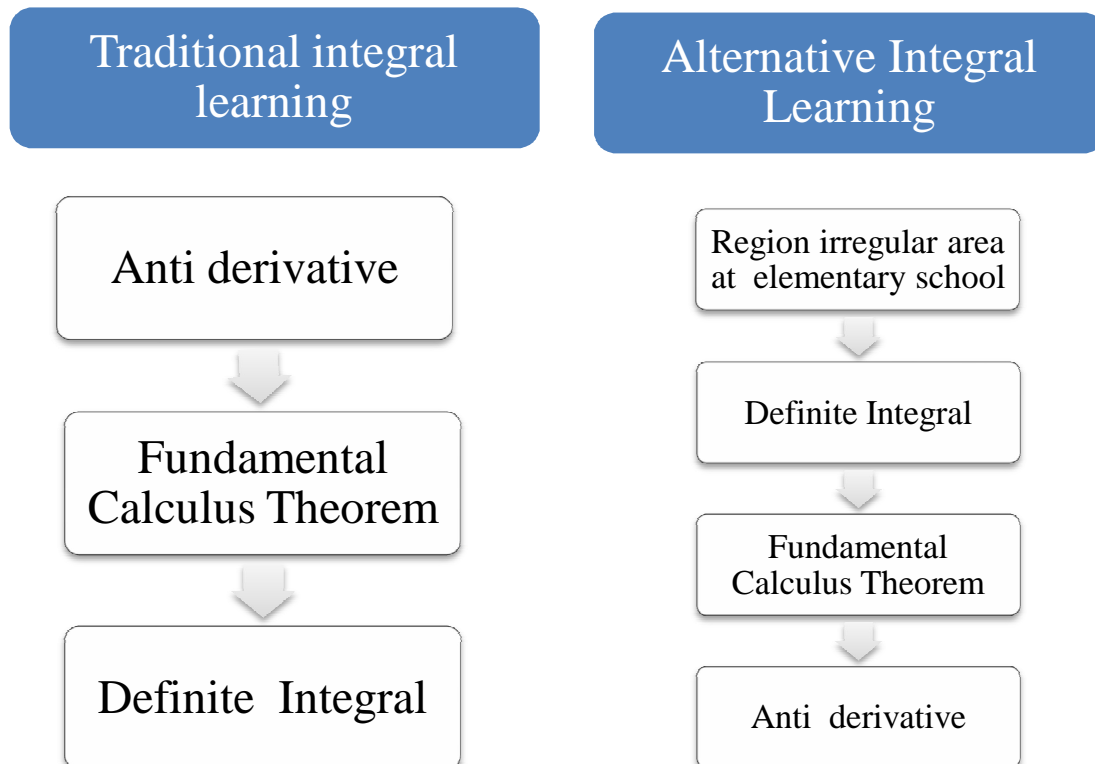 Traditional integral
learning
Anti derivative
Fundamental
Calculus Theorem
Definite Integral
Alternative Integral
Learning
Region irregular area
at elementary school
Definite Integral
Fundamental
Calculus Theorem
Anti derivative